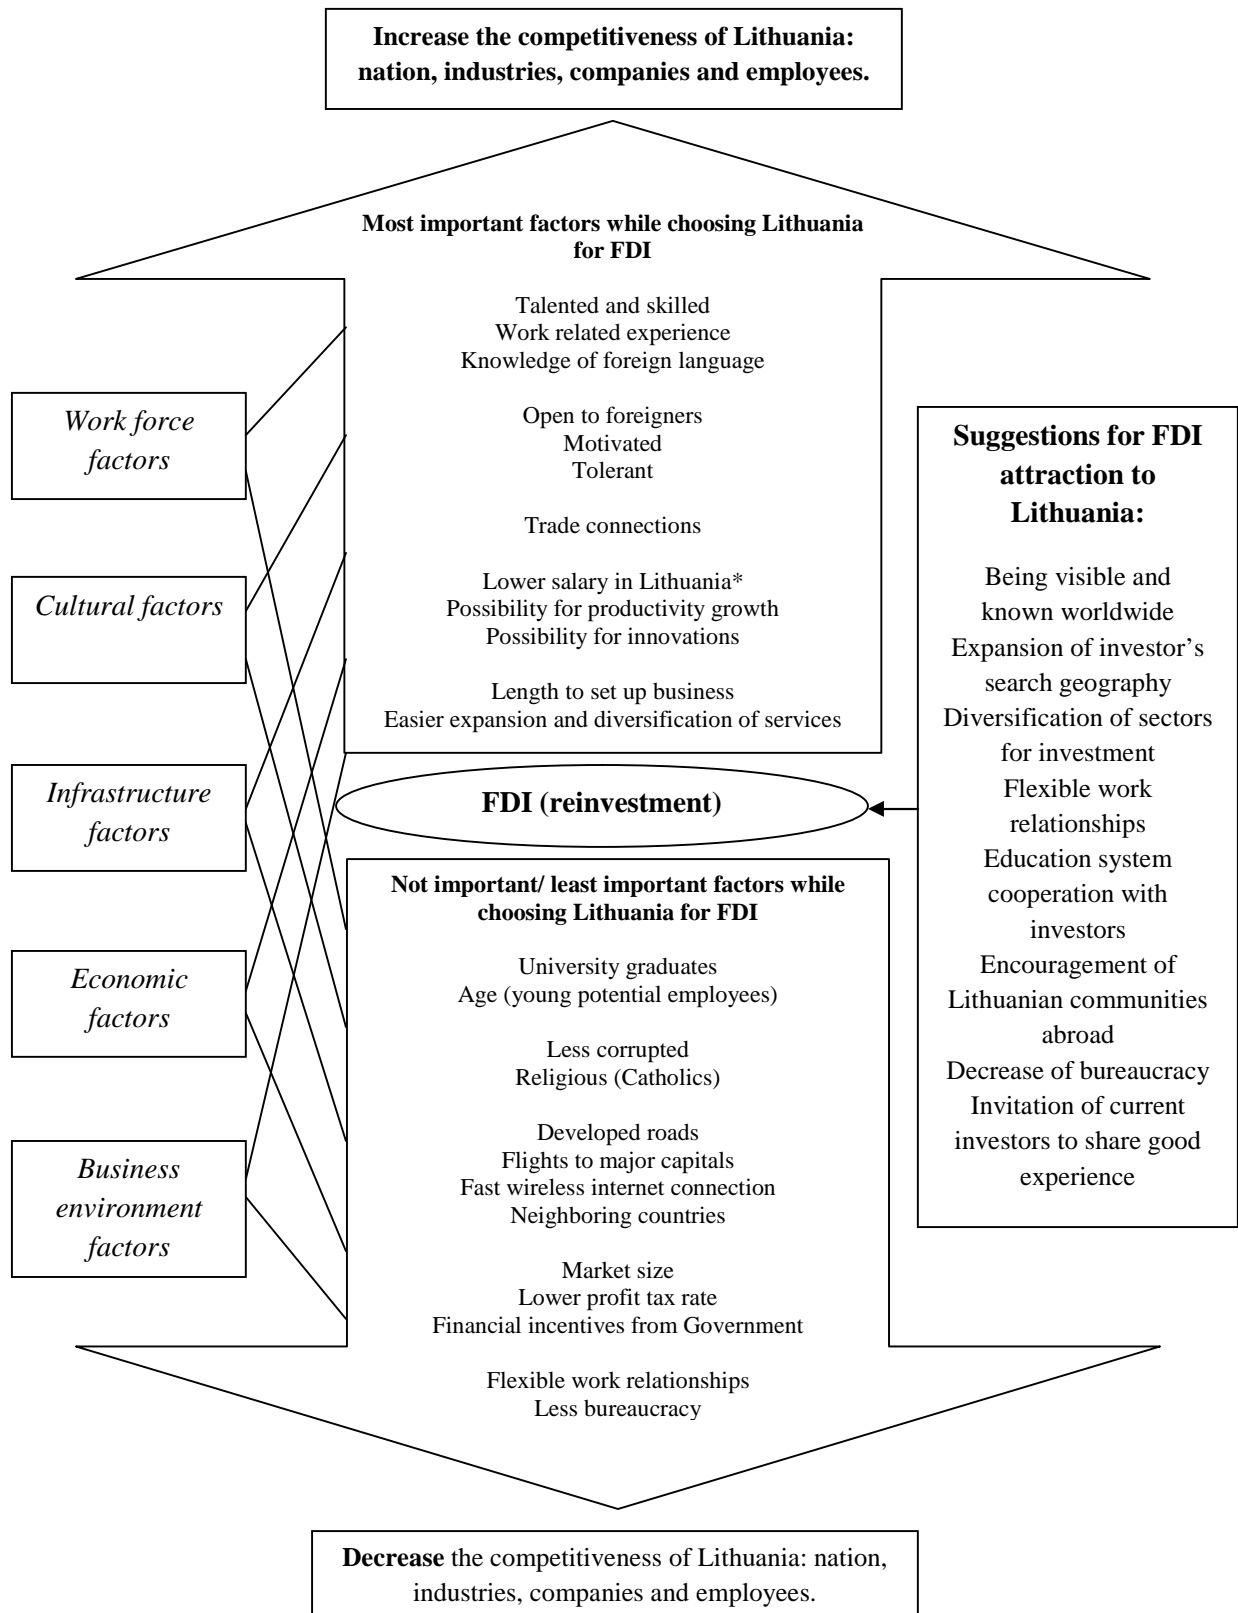 Increase the competitiveness of Lithuania:
nation, industries, companies and employees.
Most important factors while choosing Lithuania
for FDI
Talented and skilled
Work related experience
Knowledge of foreign language
Open to foreigners
Motivated
Tolerant
Trade connections
Lower salary in Lithuania*
Possibility for productivity growth
Possibility for innovations
Length to set up business
Easier expansion and diversification of services
Work force
factors
Cultural factors
Infrastructure
factors
Economic
factors
Business
environment
factors
FDI (reinvestment)
Suggestions for FDI
attraction to
Lithuania:
Being visible and
known worldwide
Expansion of investor’s
search geography
Diversification of sectors
for investment
Flexible work
relationships
Education system
cooperation with
investors
Encouragement of
Lithuanian communities
abroad
Decrease of bureaucracy
Invitation of current
investors to share good
experience
Not important/ least important factors while
choosing Lithuania for FDI
University graduates
Age (young potential employees)
Less corrupted
Religious (Catholics)
Developed roads
Flights to major capitals
Fast wireless internet connection
Neighboring countries
Market size
Lower profit tax rate
Financial incentives from Government
Flexible work relationships
Less bureaucracy
Decrease the competitiveness of Lithuania: nation,
industries, companies and employees.